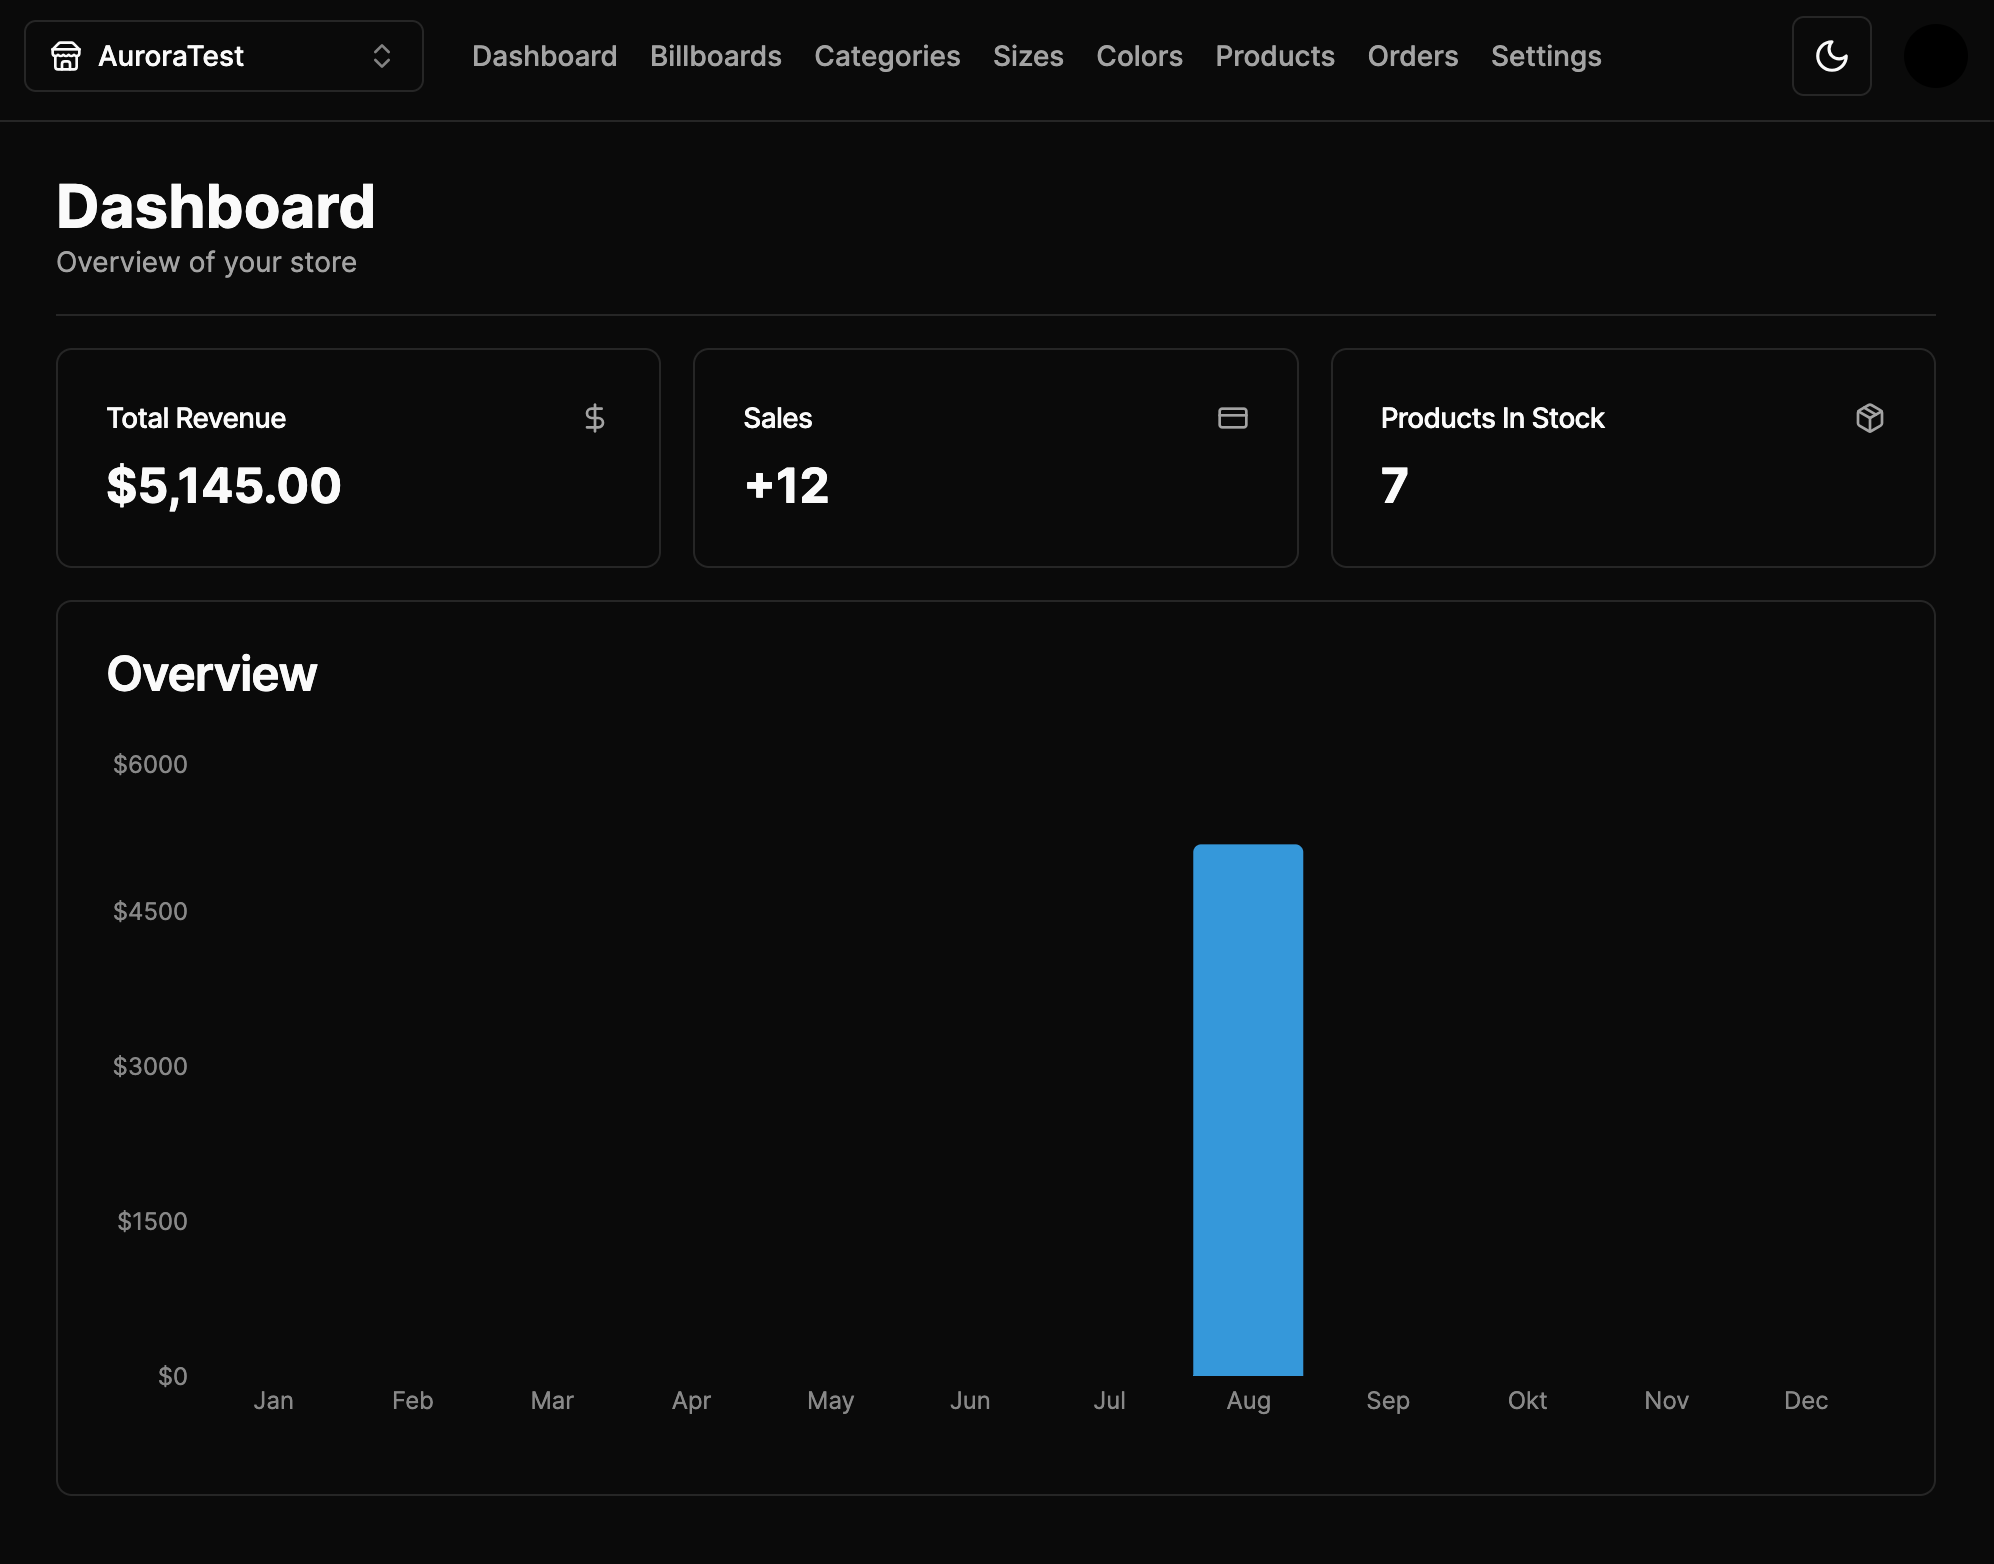 AuroraTest
Dashboard Billboards Categories Sizes Colors Products Orders Settings
Dashboard
Overview of your store
Total Revenue
$5,145.00
Sales
+12
Products In Stock
7
Overview
$6000
$4500
$3000
$1500
$0
Jan Feb Mar Apr May Jun Jul Aug Sep Okt Nov Dec